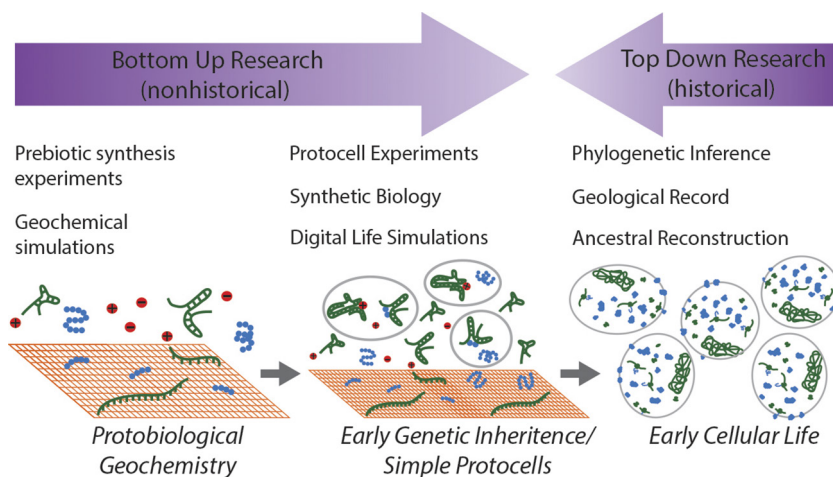 Bottom Up Research
(nonhistorical)
Top Down Research
(historical)
Prebiotic synthesis
experiments
Geochemical
simulations
Protocell Experiments
Synthetic Biology
Digital Life Simulations
Phylogenetic Inference
Geological Record
Ancestral Reconstruction
Protobiological
Geochemistry
Early Genetic Inheritence/
Simple Protocells
Early Cellular Life